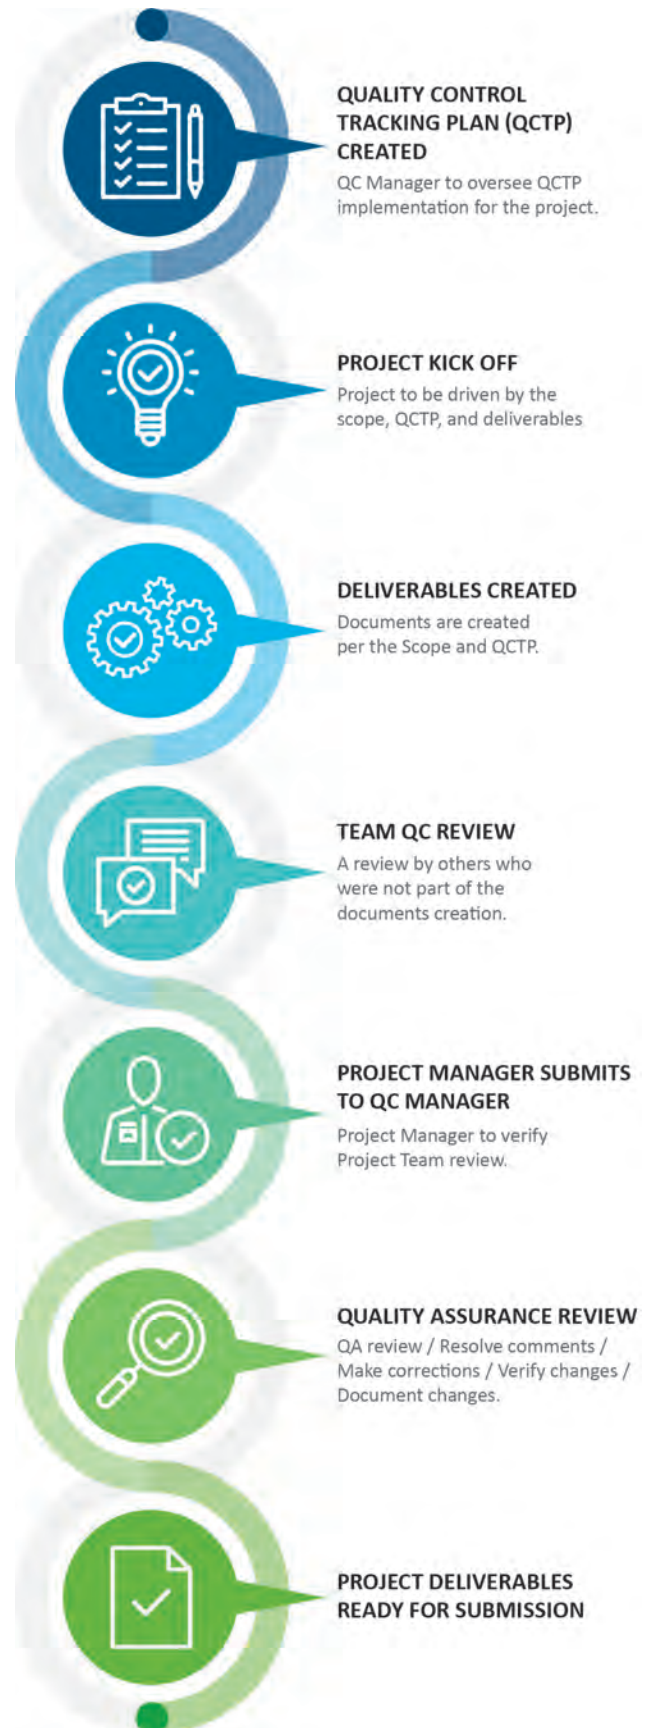 QUALITY CONTROL
TRACKING PLAN (QCTP)
CREATED
QC Manager to oversee QCTP
implementation for the project.
PROJECT KICK OFF
Project to be driven by the
scope, QCTP, and deliverables
DELIVERABLES CREATED
Documents are created
per the Scope and QCTP.
TEAM QC REVIEW
A review by others who
were not part of the
documents creation.
PROJECT MANAGER SUBMITS
TO QC MANAGER
Project Manager to verify
Project Team review.
QUALITY ASSURANCE REVIEW
QA review / Resolve comments /
Make corrections / Verify changes /
Document changes.
PROJECT DELIVERABLES
READY FOR SUBMISSION